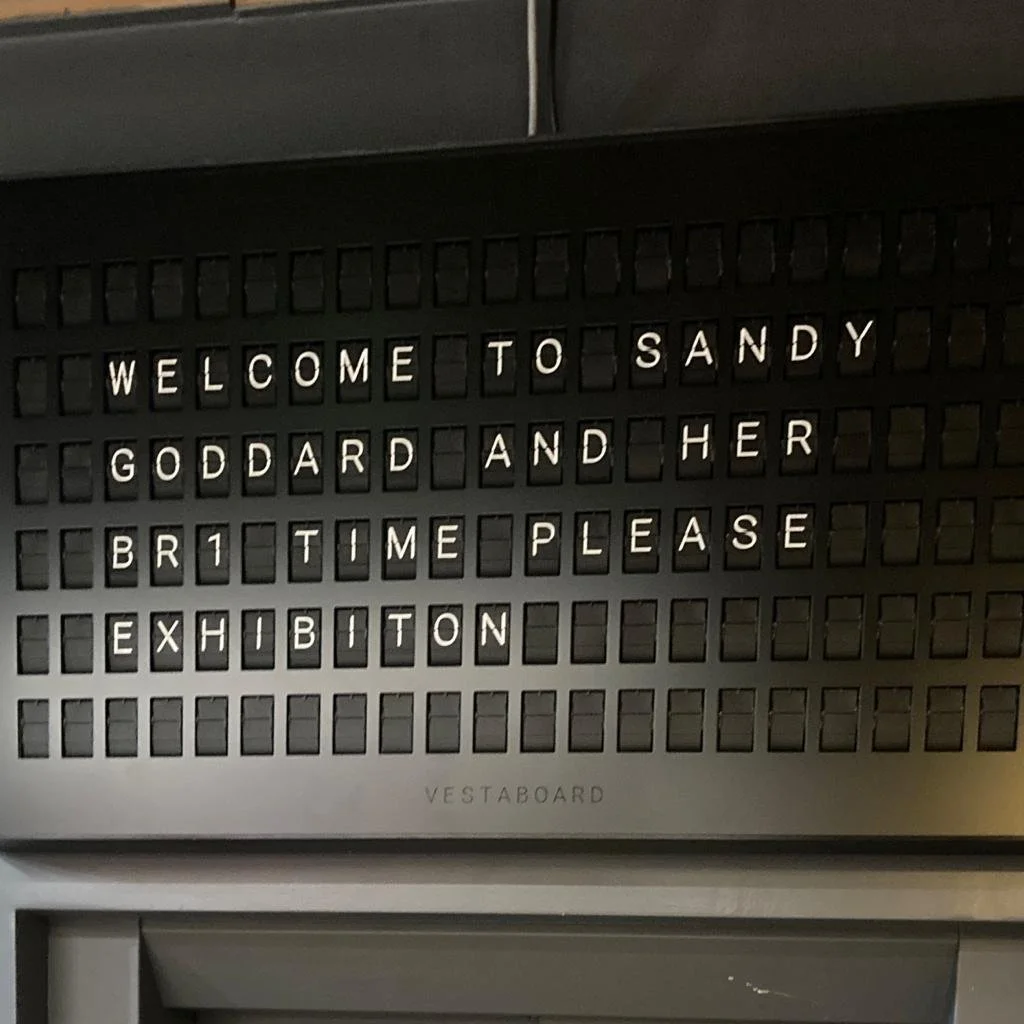 WELCOME TO SANDY
GODDARD AND HER
BR1 TIME PLEASE
EXHIBITON
VESTABOARD